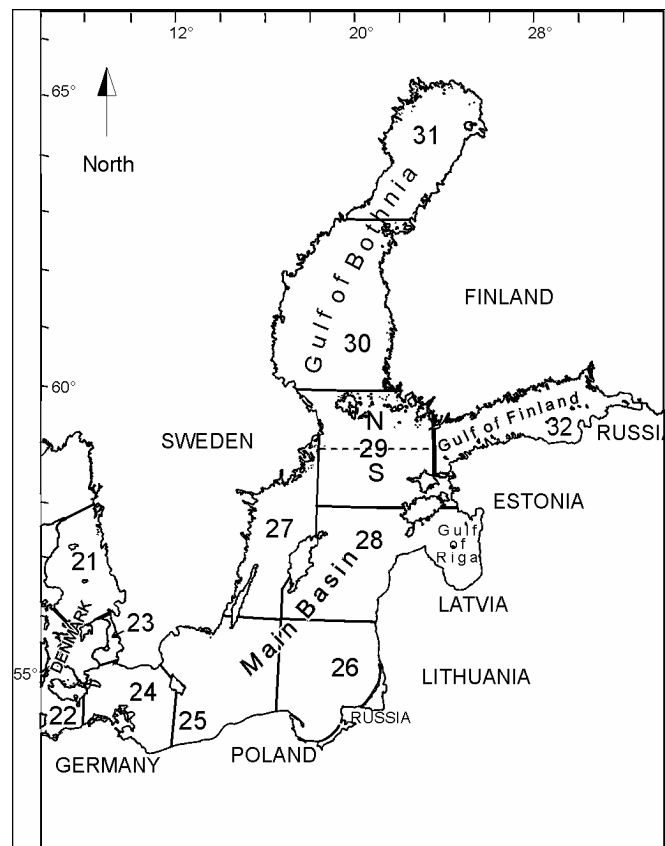 12° 20° 28°
65°
31
North
Gulf of Bothnia
FINLAND
30
60°
N
Gulf of Finland
32
SWEDEN
29
RUSSIA
S
ESTONIA
27
28
Gulf
of
Riga
21
Main Basin
LATVIA
23
DENMARK
55°
26
LITHUANIA
24
22
25
RUSSIA
POLAND
GERMANY